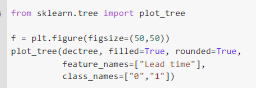 from sklearn.tree import plot_tree
f = plt.figure(figsize=(50,50))
plot_tree(dectree, filled=True, rounded=True,
feature_names=["Lead time"],
class_names=["0","1"])